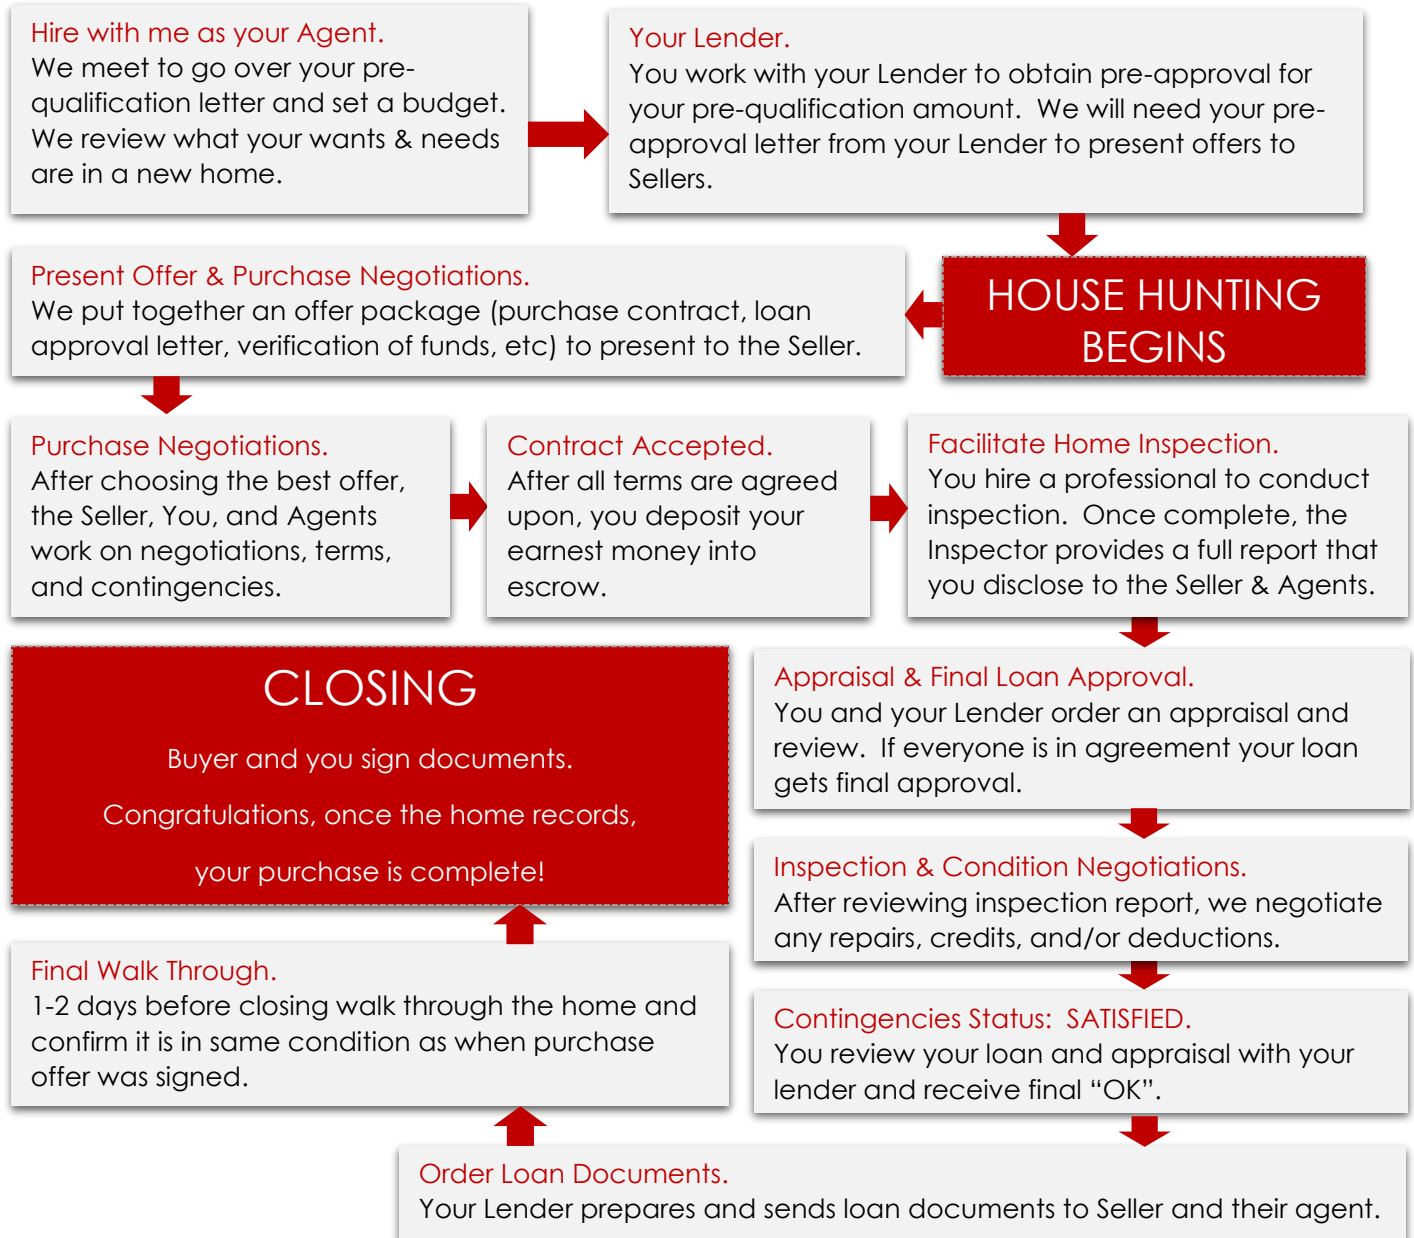 Hire with me as your Agent.
We meet to go over your pre-
qualification letter and set a budget.
We review what your wants & needs
are in a new home.
Your Lender.
You work with your Lender to obtain pre-approval for
your pre-qualification amount.  We will need your pre-
approval letter from your Lender to present offers to
Sellers.
HOUSE HUNTING
BEGINS
Present Offer & Purchase Negotiations.
We put together an offer package (purchase contract, loan
approval letter, verification of funds, etc) to present to the Seller.
Purchase Negotiations.
After choosing the best offer,
the Seller, You, and Agents
work on negotiations, terms,
and contingencies.
Contract Accepted.
After all terms are agreed
upon, you deposit your
earnest money into
escrow.
Facilitate Home Inspection.
You hire a professional to conduct
inspection.  Once complete, the
Inspector provides a full report that
you disclose to the Seller & Agents.
Appraisal & Final Loan Approval.
You and your Lender order an appraisal and
review.  If everyone is in agreement your loan
gets final approval.
Inspection & Condition Negotiations.
After reviewing inspection report, we negotiate
any repairs, credits, and/or deductions.
Contingencies Status:  SATISFIED.
You review your loan and appraisal with your
lender and receive final “OK”.
Order Loan Documents.
Your Lender prepares and sends loan documents to Seller and their agent.
Final Walk Through.
1-2 days before closing walk through the home and
confirm it is in same condition as when purchase
offer was signed.
CLOSING
Buyer and you sign documents.
Congratulations, once the home records,
your purchase is complete!